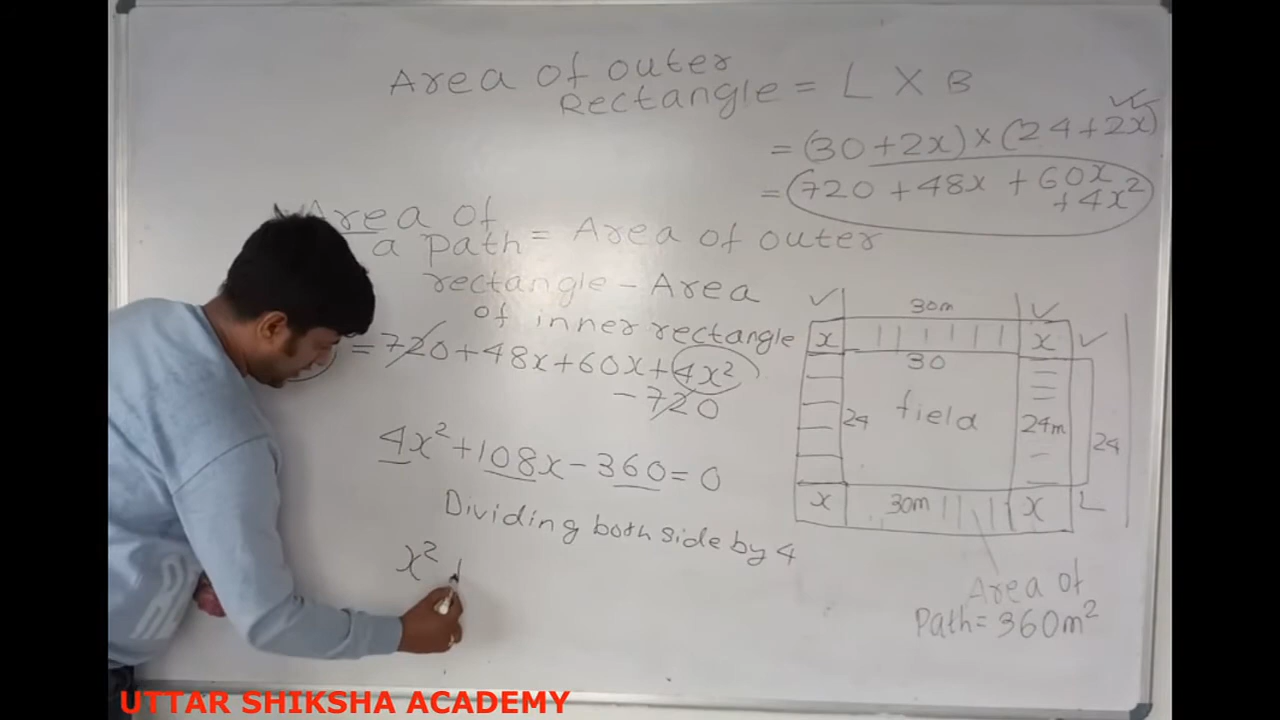 Area of outer
Rectangle = L X B
= (30+2x)×(24+2x)
= 720 +48x + 60x
+4x²
Area of
a path = Area of outer
rectangle - Area
of inner rectangle
= 720+48x+60x+4x²
-720
4x²+108x-360=0
Dividing both side by 4
x²
30m
x
x
30
24
field
24m
24
x
30m
x
Area of
Path=360m²
UTTAR SHIKSHA ACADEMY